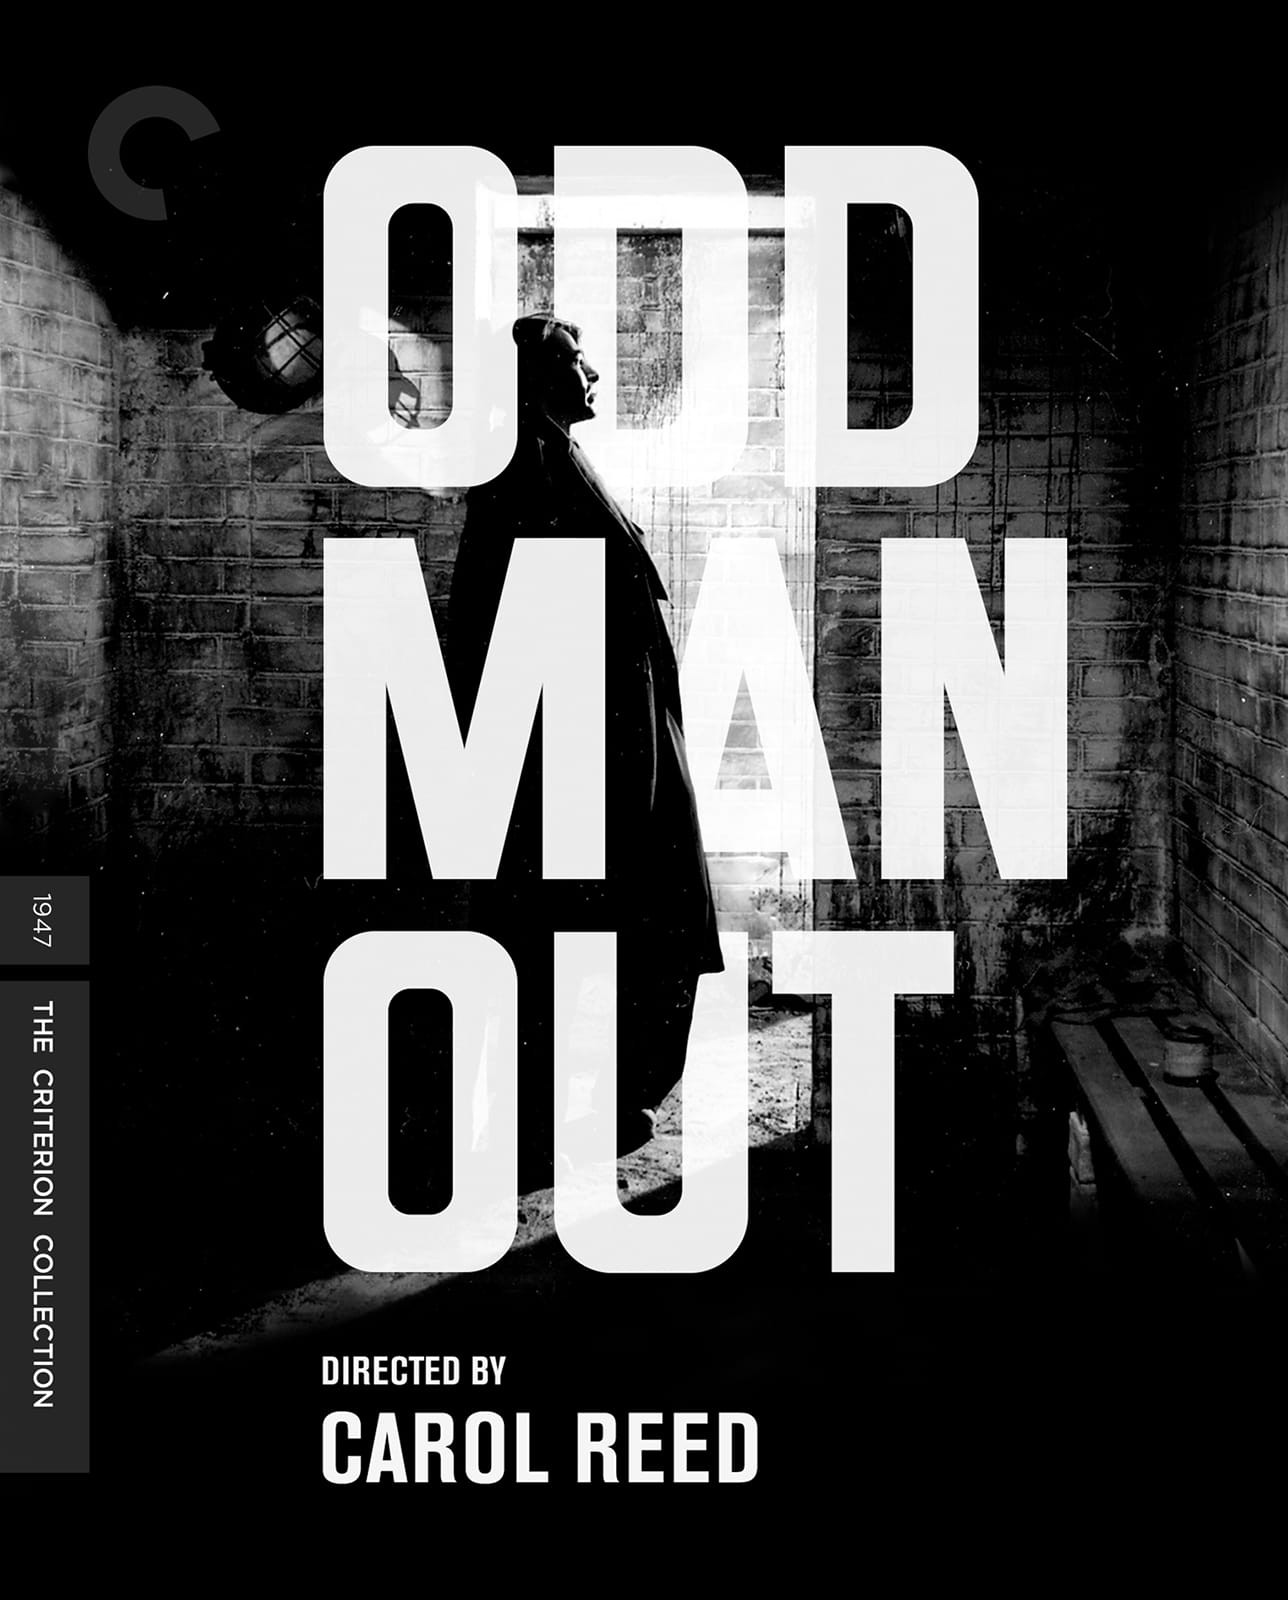 ODD
MAN
OUT
DIRECTED BY
CAROL REED
1947
THE CRITERION COLLECTION